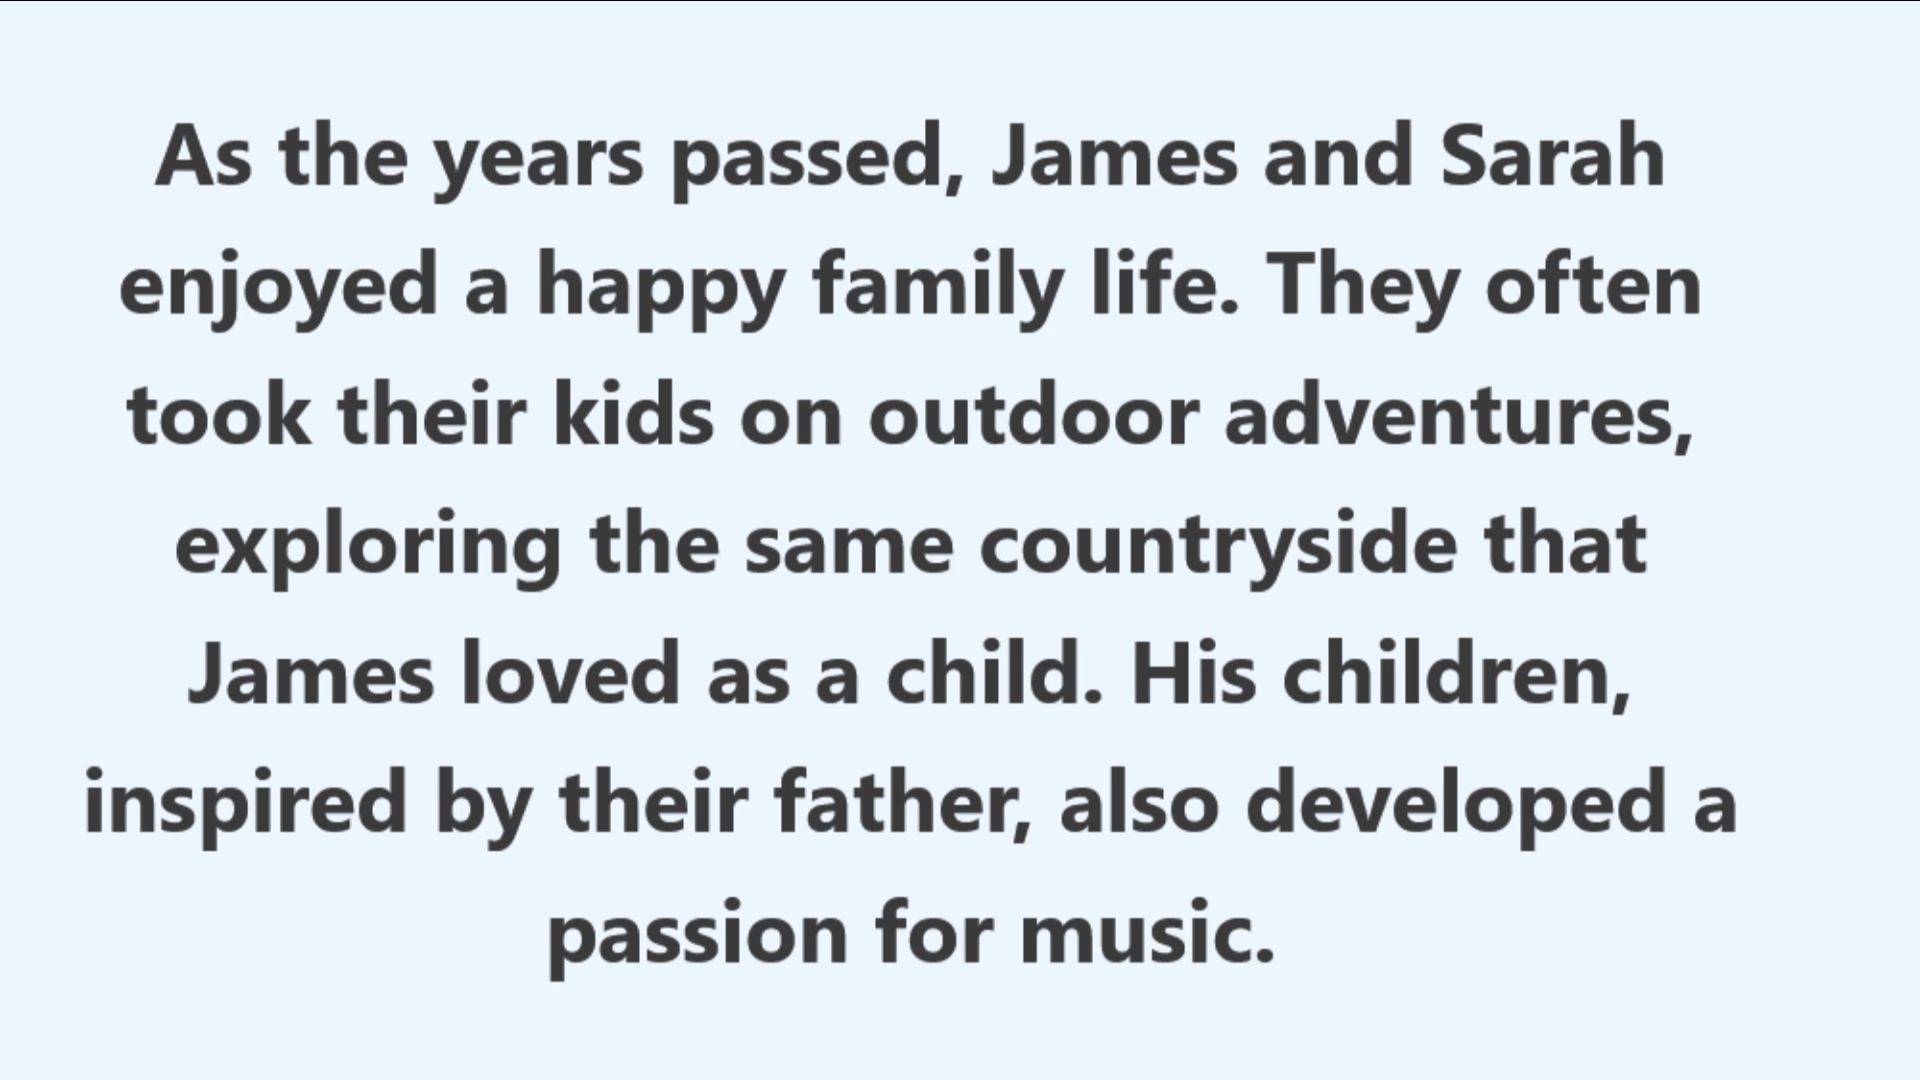 As the years passed, James and Sarah
enjoyed a happy family life. They often
took their kids on outdoor adventures,
exploring the same countryside that
James loved as a child. His children,
inspired by their father, also developed a
passion for music.